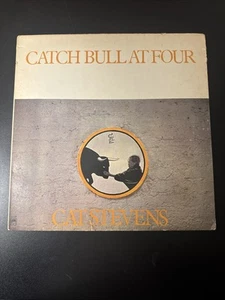 CATCH BULL AT FOUR
CAT STEVENS